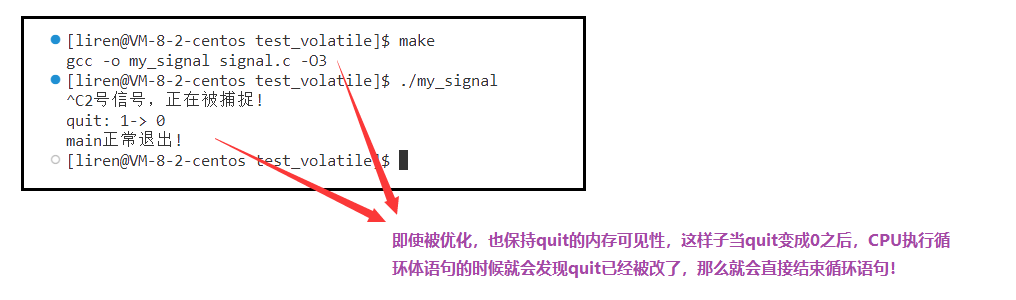 [liren@VM-8-2-centos test_volatile]$ make
gcc -o my_signal signal.c -O3
[liren@VM-8-2-centos test_volatile]$ ./my_signal
^C2号信号，正在被捕捉！
quit: 1-> 0
main正常退出！
[liren@VM-8-2-centos test_volatile]$
即使被优化，也保持quit的内存可见性，这样子当quit变成0之后，CPU执行循
环体语句的时候就会发现quit已经被改了，那么就会直接结束循环语句！